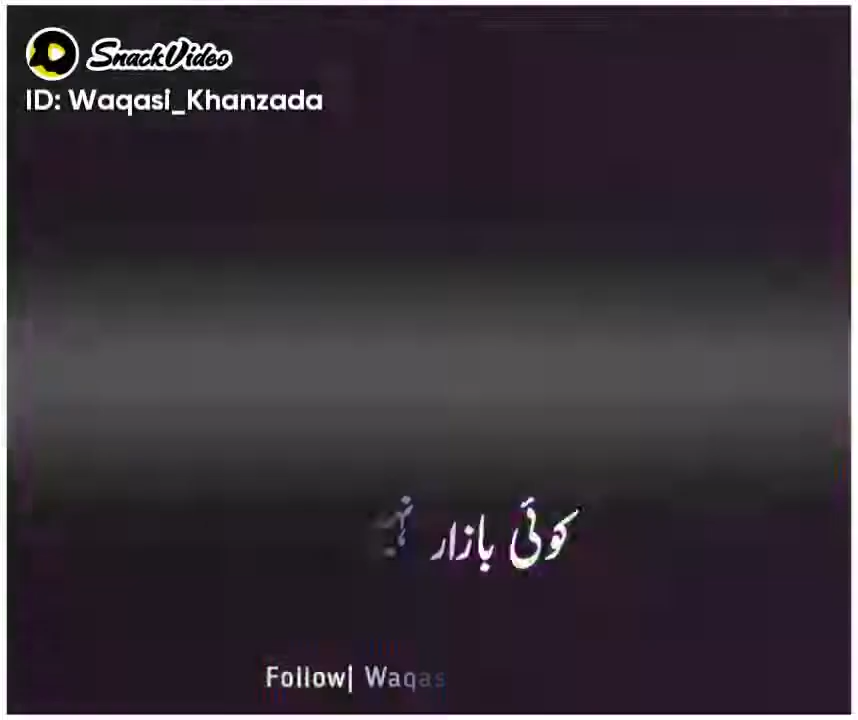 SnackVideo
ID: Waqasi_Khanzada
کوئی بازار
Follow| Waqas